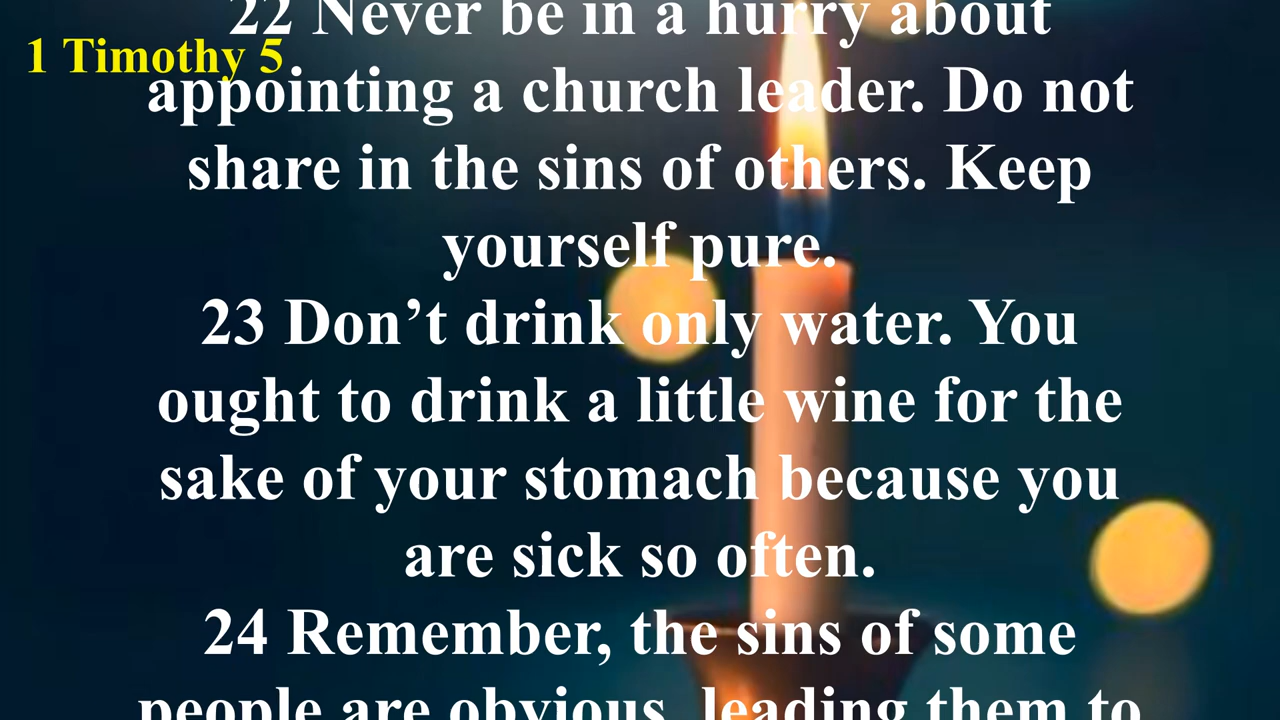 22 Never be in a hurry about
1 Timothy 5
appointing a church leader. Do not
share in the sins of others. Keep
yourself pure.
23 Don’t drink only water. You
ought to drink a little wine for the
sake of your stomach because you
are sick so often.
24 Remember, the sins of some
people are obvious, leading them to